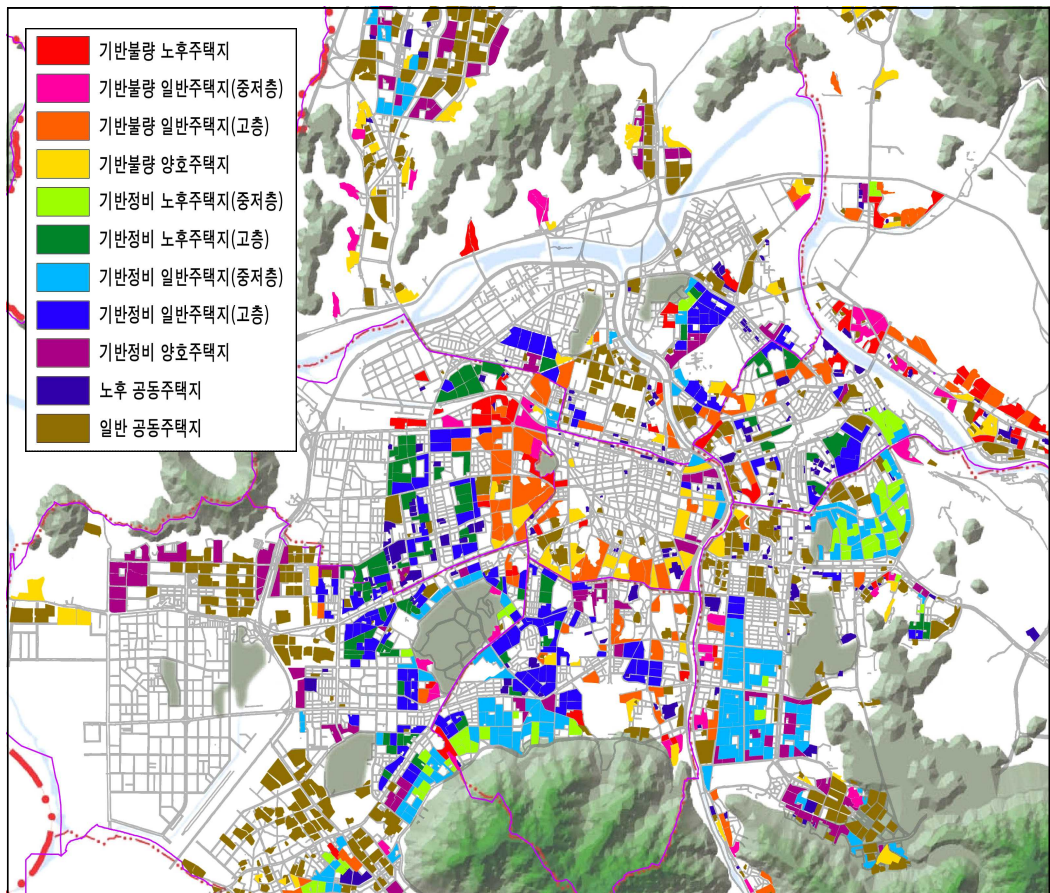 기반불량 노후주택지
기반불량 일반주택지(중저층)
기반불량 일반주택지(고층)
기반불량 양호주택지
기반정비 노후주택지(중저층)
기반정비 노후주택지(고층)
기반정비 일반주택지(중저층)
기반정비 일반주택지(고층)
기반정비 양호주택지
노후 공동주택지
일반 공동주택지